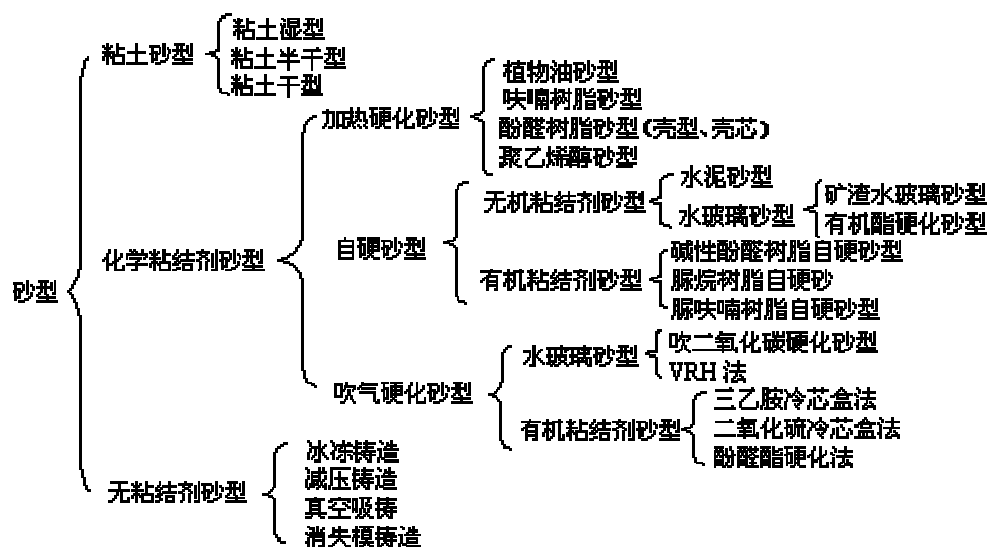 砂型
粘土砂型
粘土湿型
粘土半干型
粘土干型
化学粘结剂砂型
加热硬化砂型
植物油砂型
呋喃树脂砂型
酚醛树脂砂型(壳型、壳芯)
聚乙烯醇砂型
自硬砂型
无机粘结剂砂型
水泥砂型
水玻璃砂型
矿渣水玻璃砂型
有机酯硬化砂型
有机粘结剂砂型
碱性酚醛树脂自硬砂型
脲烷树脂自硬砂
脲呋喃树脂自硬砂型
吹气硬化砂型
水玻璃砂型
吹二氧化碳硬化砂型
VRH 法
有机粘结剂砂型
三乙胺冷芯盒法
二氧化硫冷芯盒法
酚醛酯硬化法
无粘结剂砂型
冰冻铸造
减压铸造
真空吸铸
消失模铸造